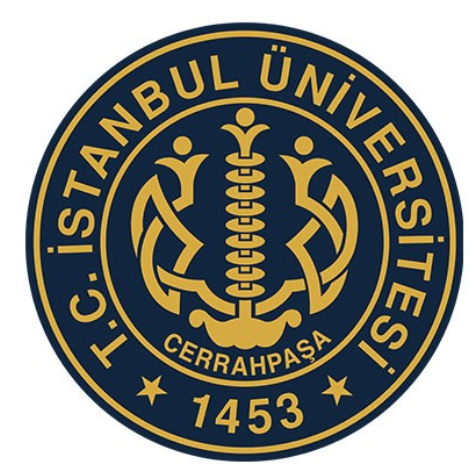 T.C. İSTANBUL ÜNİVERSİTESİ
CERRAHPAŞA
1453